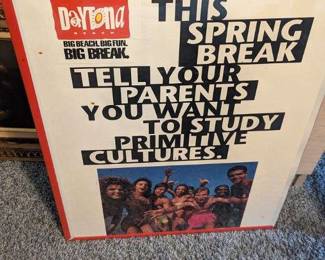 DAYTONA
BEACH
BIG BEACH. BIG FUN.
BIG BREAK.
THIS
SPRING
BREAK
TELL YOUR
PARENTS
YOU WANT
TO STUDY
PRIMITIVE
CULTURES.